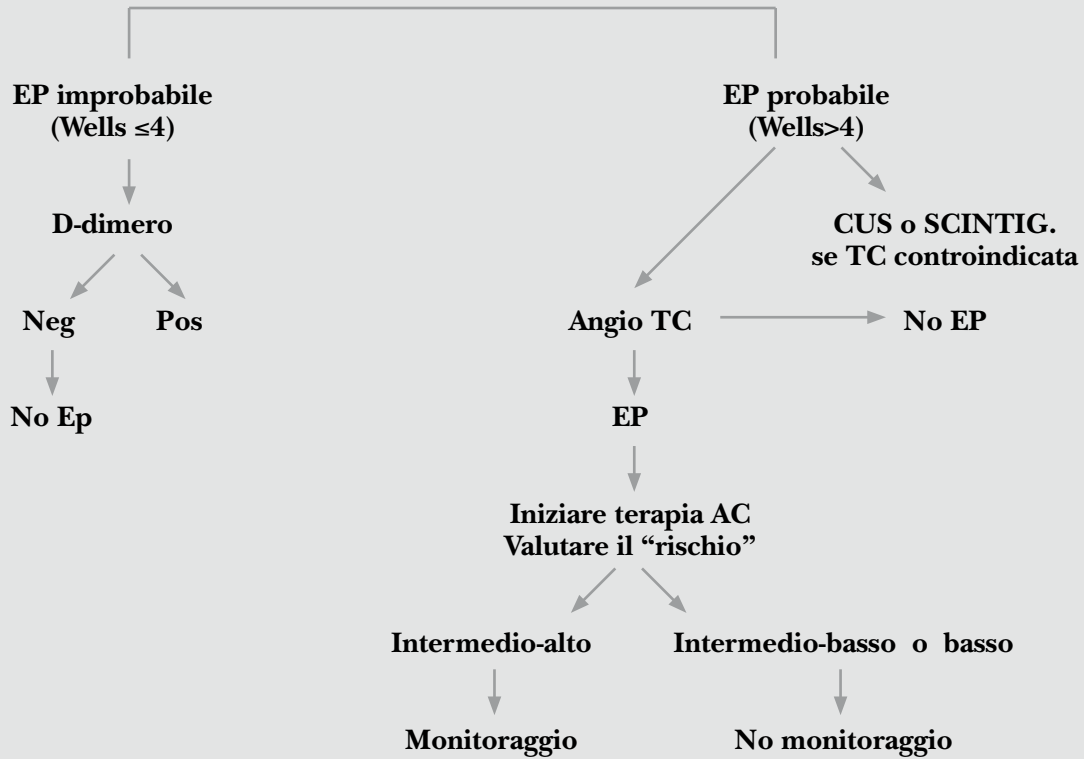 EP improbabile
(Wells ≤4)
EP probabile
(Wells>4)
D-dimero
CUS o SCINTIG.
se TC controindicata
Neg
Pos
Angio TC
No EP
No Ep
EP
Iniziare terapia AC
Valutare il “rischio”
Intermedio-alto
Intermedio-basso o basso
Monitoraggio
No monitoraggio